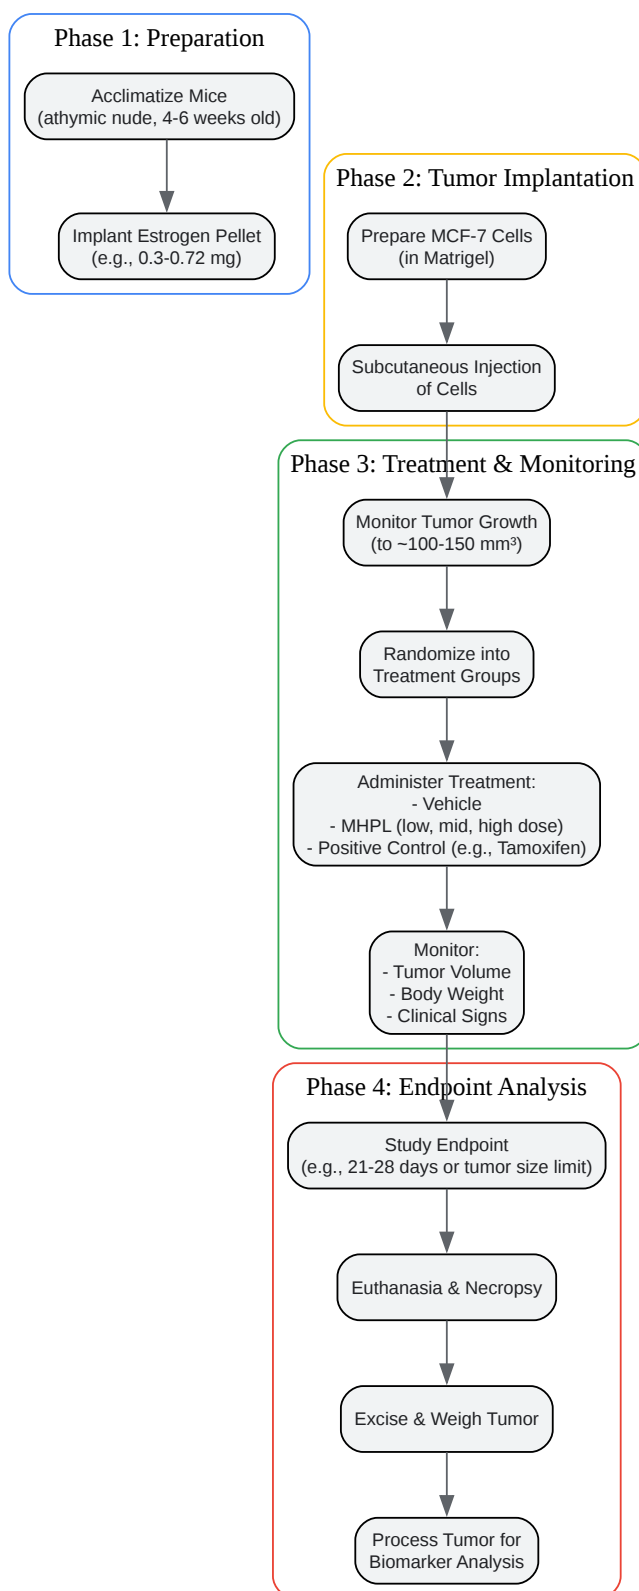 Phase 1: Preparation
Acclimatize Mice
(athymic nude, 4-6 weeks old)
Implant Estrogen Pellet
(e.g., 0.3-0.72 mg)
Phase 2: Tumor Implantation
Prepare MCF-7 Cells
(in Matrigel)
Subcutaneous Injection
of Cells
Phase 3: Treatment & Monitoring
Monitor Tumor Growth
(to ~100-150 mm³)
Randomize into
Treatment Groups
Administer Treatment:
- Vehicle
- MHPL (low, mid, high dose)
- Positive Control (e.g., Tamoxifen)
Monitor:
- Tumor Volume
- Body Weight
- Clinical Signs
Phase 4: Endpoint Analysis
Study Endpoint
(e.g., 21-28 days or tumor size limit)
Euthanasia & Necropsy
Excise & Weigh Tumor
Process Tumor for
Biomarker Analysis